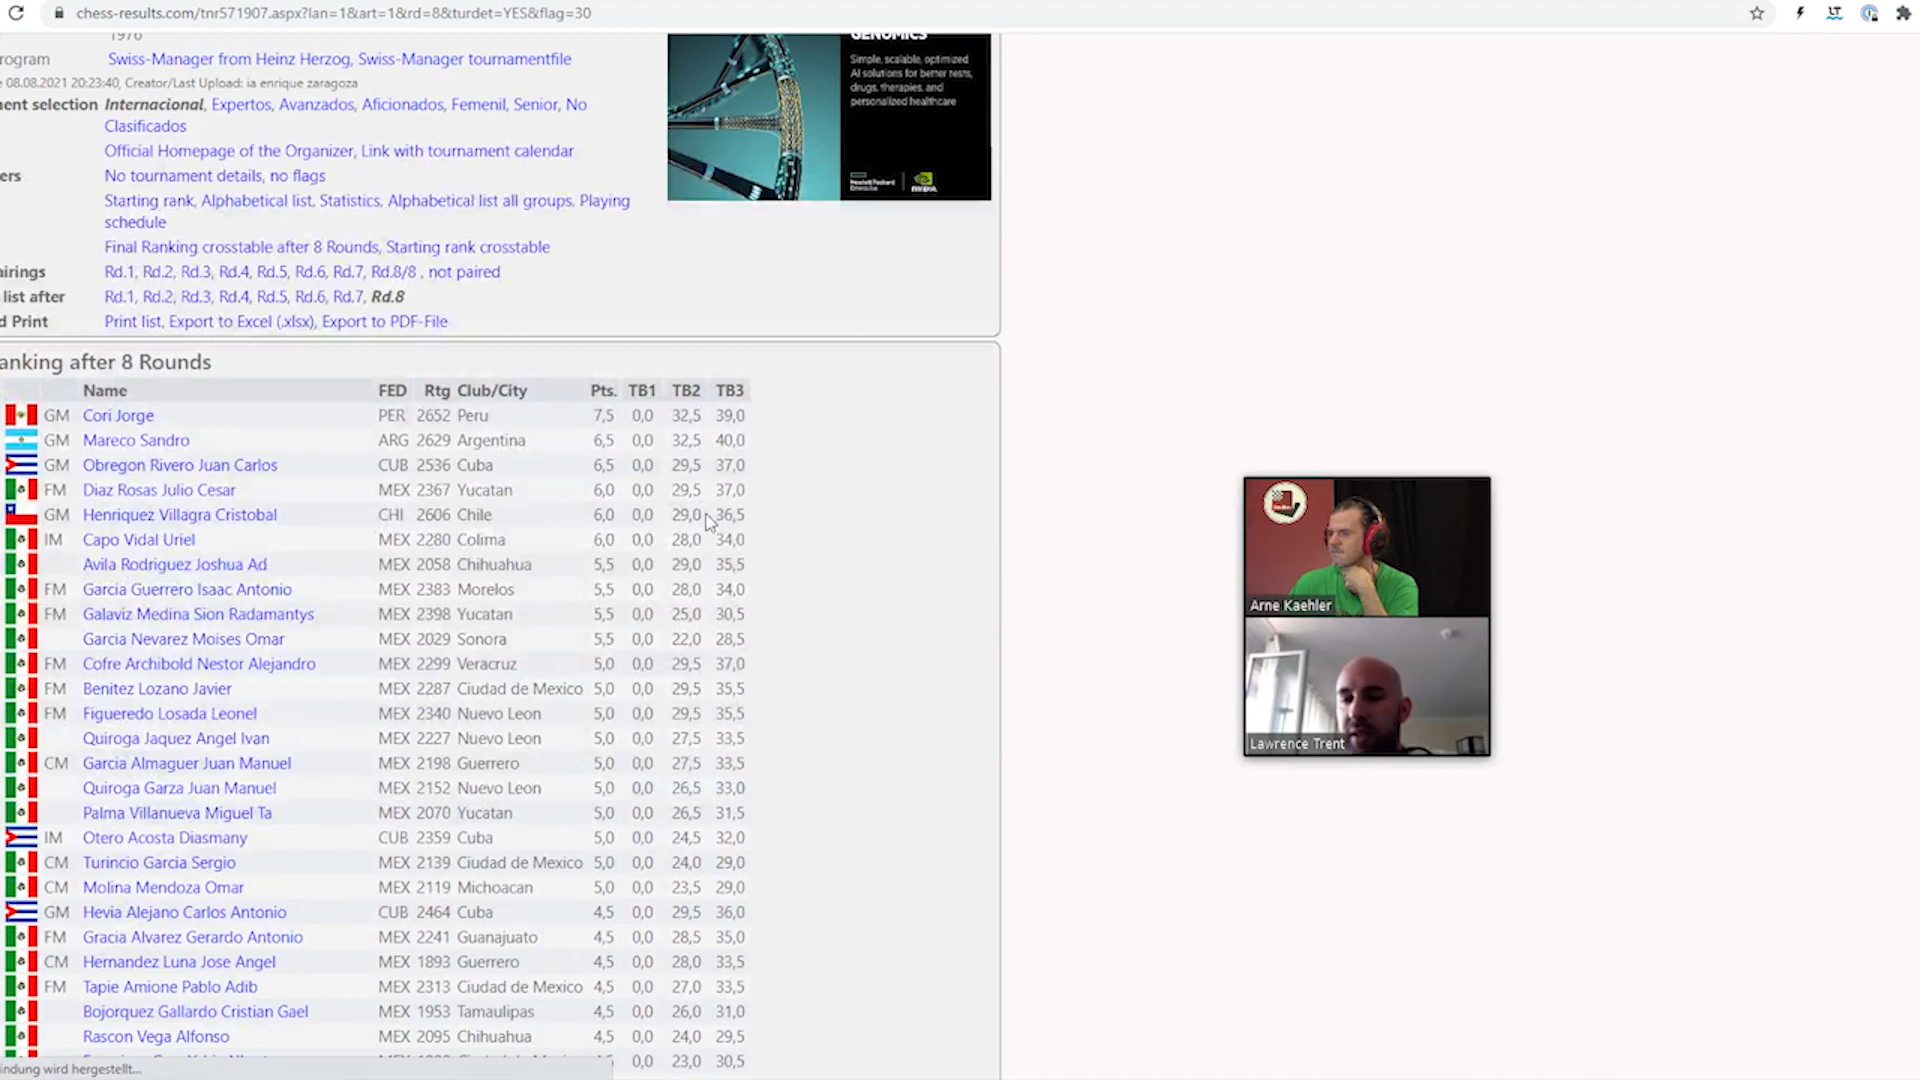 chess-results.com/tnr571907.aspx?lan=1&art=1&rd=8&turdet=YES&flag=30
1976
rogram Swiss-Manager from Heinz Herzog, Swiss-Manager tournamentfile
e 08.08.2021 20:23:40, Creator/Last Upload: ia enrique zaragoza
nent selection Internacional, Expertos, Avanzados, Aficionados, Femenil, Senior, No
Clasificados
Official Homepage of the Organizer, Link with tournament calendar
ers No tournament details, no flags
Starting rank, Alphabetical list, Statistics, Alphabetical list all groups, Playing
schedule
Final Ranking crosstable after 8 Rounds, Starting rank crosstable
airings Rd.1, Rd.2, Rd.3, Rd.4, Rd.5, Rd.6, Rd.7, Rd.8/8 , not paired
list after Rd.1, Rd.2, Rd.3, Rd.4, Rd.5, Rd.6, Rd.7, Rd.8
d Print Print list, Export to Excel (.xlsx), Export to PDF-File
GENOMICS
Simple, scalable, optimized
AI solutions for better tests,
drugs, therapies, and
personalized healthcare
Hewlett Packard
Enterprise
NVIDIA
anking after 8 Rounds
Name FED Rtg Club/City Pts. TB1 TB2 TB3
GM Cori Jorge PER 2652 Peru 7,5 0,0 32,5 39,0
GM Mareco Sandro ARG 2629 Argentina 6,5 0,0 32,5 40,0
GM Obregon Rivero Juan Carlos CUB 2536 Cuba 6,5 0,0 29,5 37,0
FM Diaz Rosas Julio Cesar MEX 2367 Yucatan 6,0 0,0 29,5 37,0
GM Henriquez Villagra Cristobal CHI 2606 Chile 6,0 0,0 29,0 36,5
IM Capo Vidal Uriel MEX 2280 Colima 6,0 0,0 28,0 34,0
Avila Rodriguez Joshua Ad MEX 2058 Chihuahua 5,5 0,0 29,0 35,5
FM Garcia Guerrero Isaac Antonio MEX 2383 Morelos 5,5 0,0 28,0 34,0
FM Galaviz Medina Sion Radamantys MEX 2398 Yucatan 5,5 0,0 25,0 30,5
Garcia Nevarez Moises Omar MEX 2029 Sonora 5,5 0,0 22,0 28,5
FM Cofre Archibold Nestor Alejandro MEX 2299 Veracruz 5,0 0,0 29,5 37,0
FM Benitez Lozano Javier MEX 2287 Ciudad de Mexico 5,0 0,0 29,5 35,5
FM Figueredo Losada Leonel MEX 2340 Nuevo Leon 5,0 0,0 29,5 35,5
Quiroga Jaquez Angel Ivan MEX 2227 Nuevo Leon 5,0 0,0 27,5 33,5
CM Garcia Almaguer Juan Manuel MEX 2198 Guerrero 5,0 0,0 27,5 33,5
Quiroga Garza Juan Manuel MEX 2152 Nuevo Leon 5,0 0,0 26,5 33,0
Palma Villanueva Miguel Ta MEX 2070 Yucatan 5,0 0,0 26,5 31,5
IM Otero Acosta Diasmany CUB 2359 Cuba 5,0 0,0 24,5 32,0
CM Turincio Garcia Sergio MEX 2139 Ciudad de Mexico 5,0 0,0 24,0 29,0
CM Molina Mendoza Omar MEX 2119 Michoacan 5,0 0,0 23,5 29,0
GM Hevia Alejano Carlos Antonio CUB 2464 Cuba 4,5 0,0 29,5 36,0
FM Gracia Alvarez Gerardo Antonio MEX 2241 Guanajuato 4,5 0,0 28,5 35,0
CM Hernandez Luna Jose Angel MEX 1893 Guerrero 4,5 0,0 28,0 33,5
FM Tapie Amione Pablo Adib MEX 2313 Ciudad de Mexico 4,5 0,0 27,0 33,5
Bojorquez Gallardo Cristian Gael MEX 1953 Tamaulipas 4,5 0,0 26,0 31,0
Rascon Vega Alfonso MEX 2095 Chihuahua 4,5 0,0 24,0 29,5
0,0 23,0 30,5
indung wird hergestellt...
Arne Kaehler
Lawrence Trent